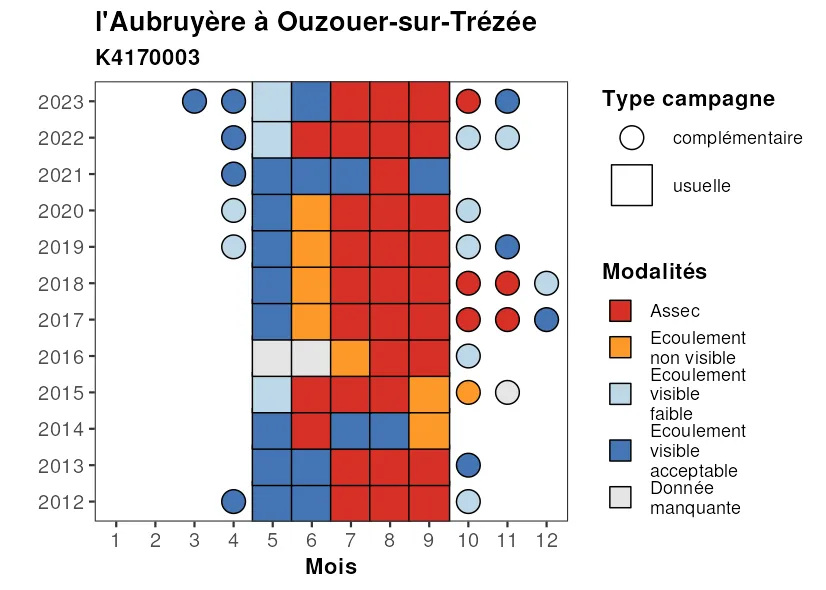 l'Aubruyère à Ouzouer-sur-Trézée
K4170003
2023
2022
2021
2020
2019
2018
2017
2016
2015
2014
2013
2012
1 2 3 4 5 6 7 8 9 10 11 12
Mois
Type campagne
complémentaire
usuelle
Modalités
Assec
Ecoulement
non visible
Ecoulement
visible
faible
Ecoulement
visible
acceptable
Donnée
manquante